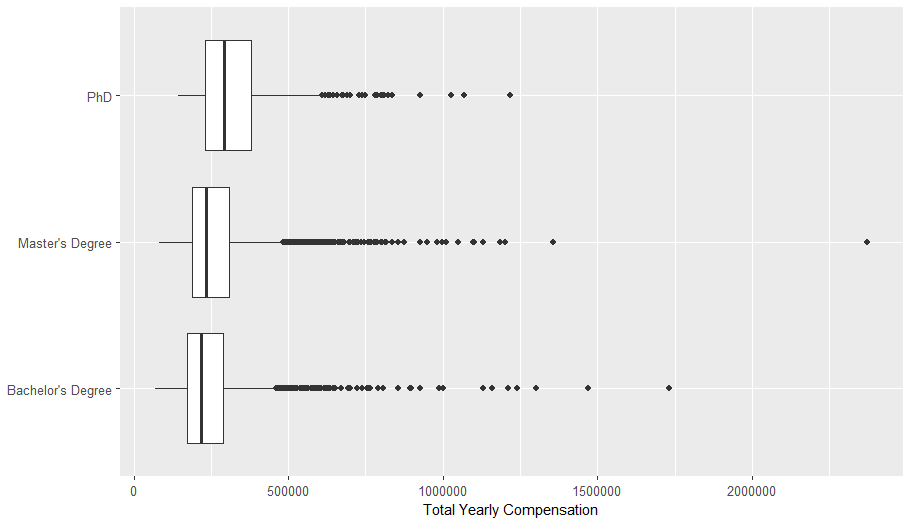 PhD
Master's Degree
Bachelor's Degree
0 500000 1000000 1500000 2000000
Total Yearly Compensation